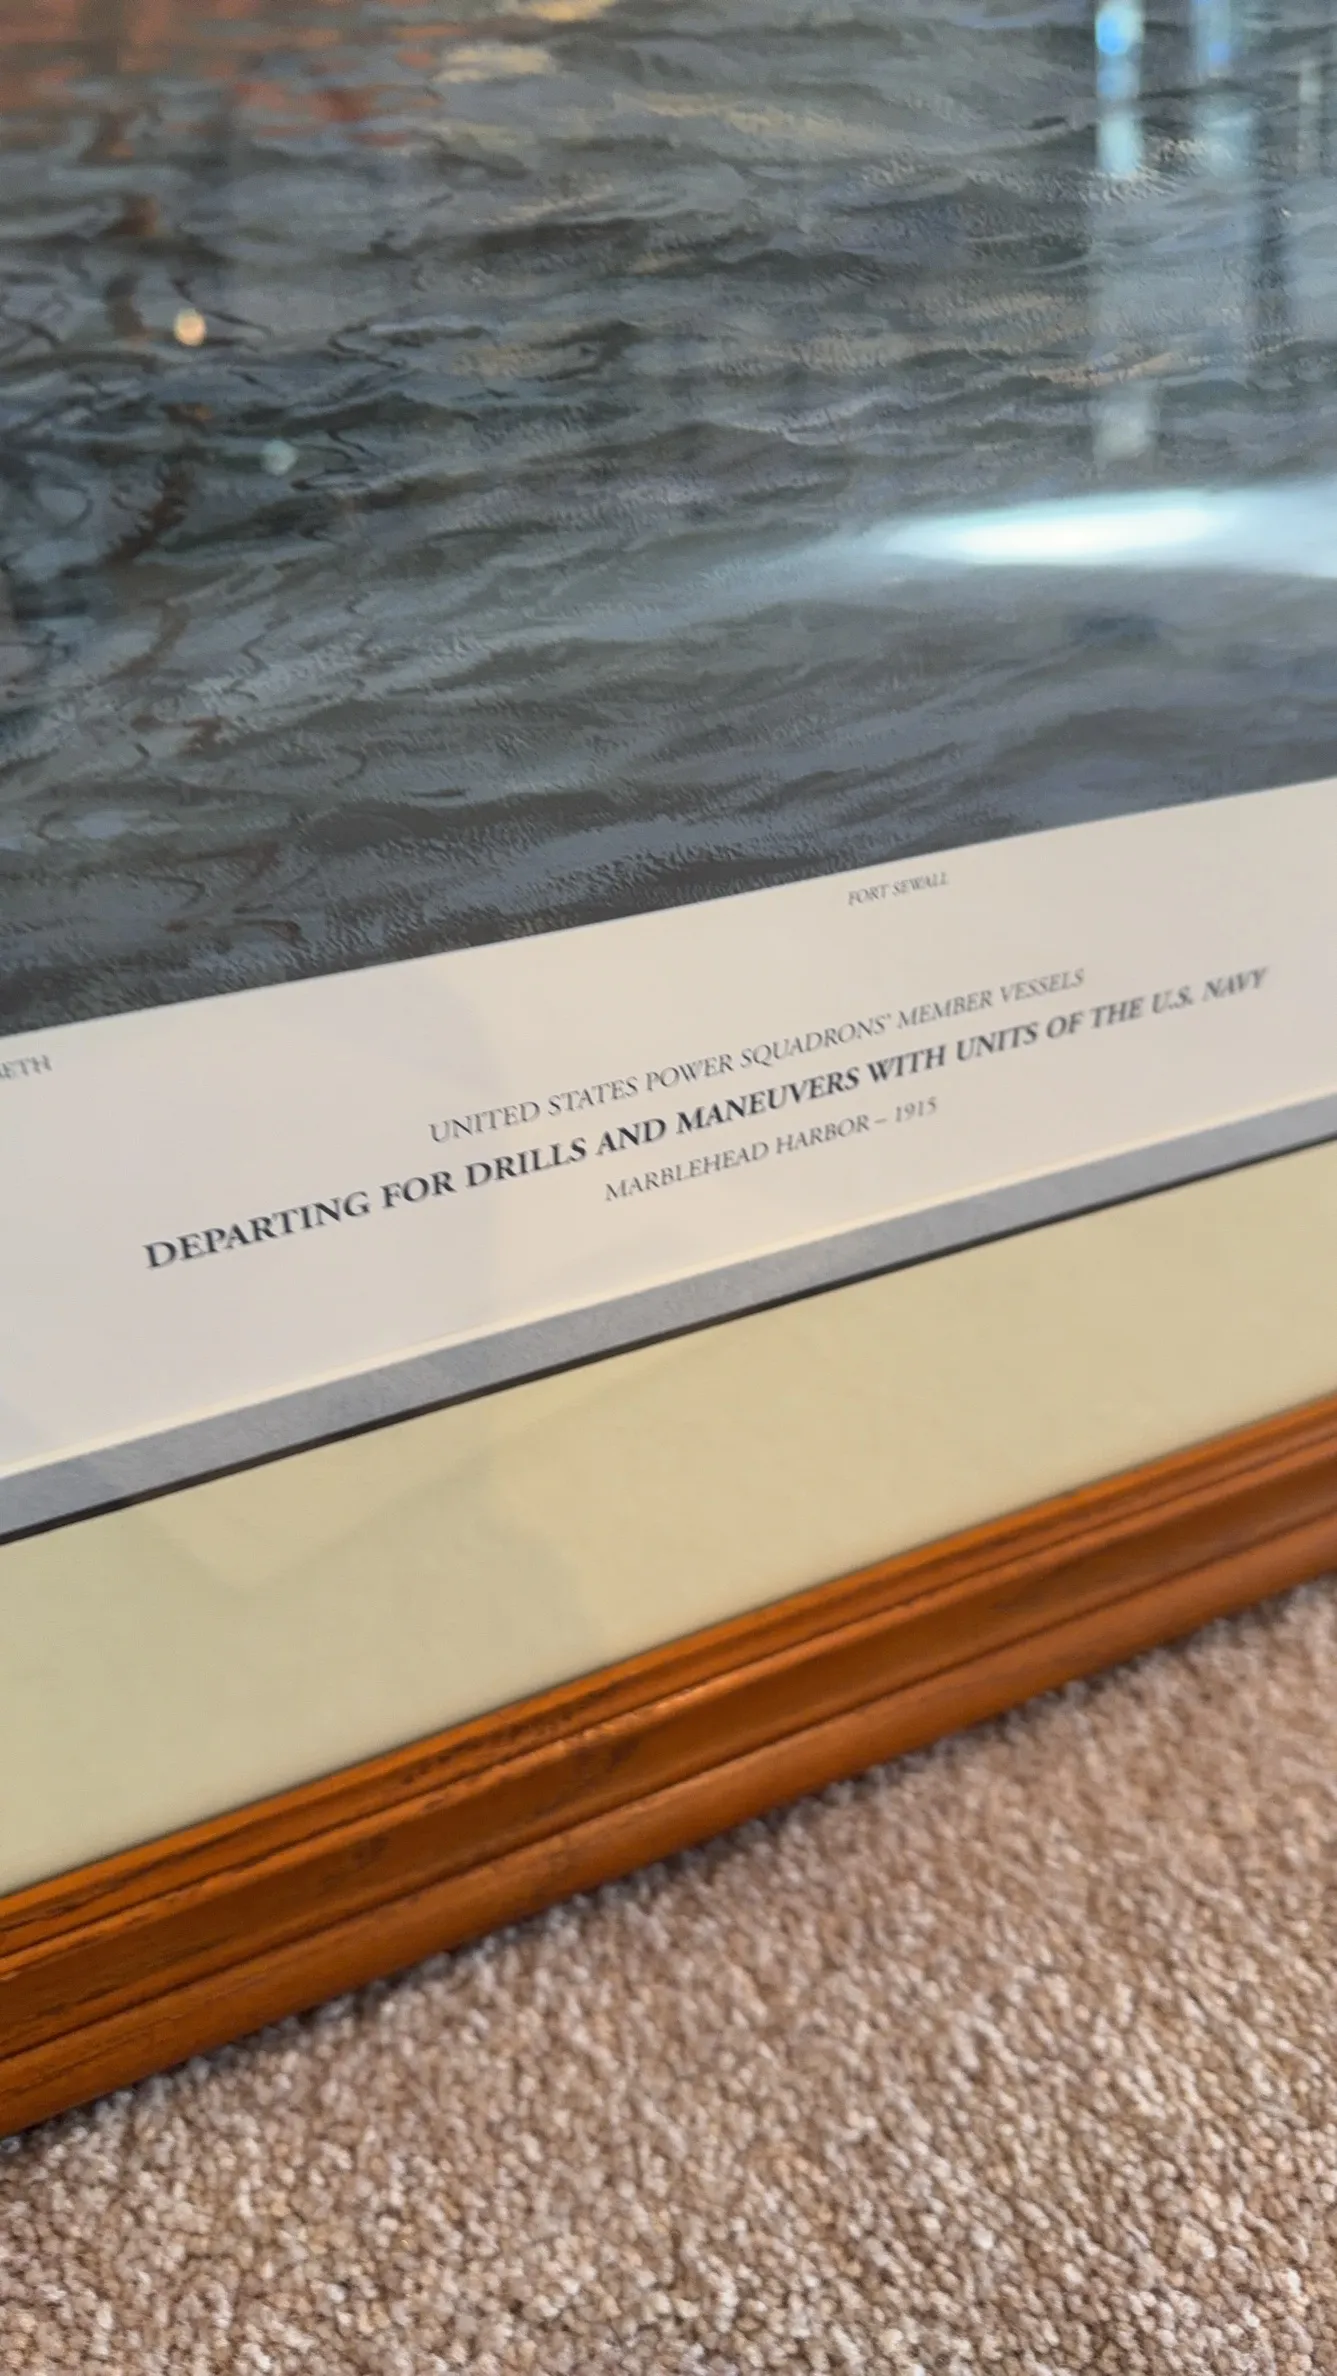 FORT SEWALL
ETH
UNITED STATES POWER SQUADRONS' MEMBER VESSELS
DEPARTING FOR DRILLS AND MANEUVERS WITH UNITS OF THE U.S. NAVY
MARBLEHEAD HARBOR – 1915